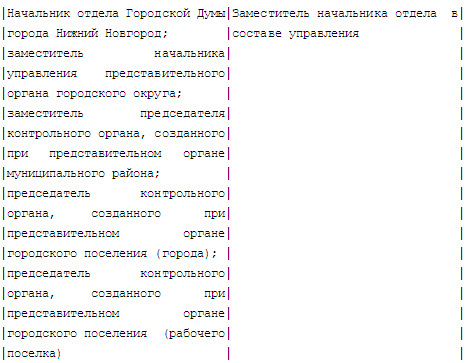 |Начальник отдела Городской Думы|Заместитель начальника отдела в|
|города Нижний Новгород; |составе управления |
|заместитель начальника| |
|управления представительного| |
|органа городского округа; | |
|заместитель председателя| |
|контрольного органа, созданного| |
|при представительном органе| |
|муниципального района; | |
|председатель контрольного| |
|органа, созданного при| |
|представительном органе| |
|городского поселения (города); | |
|председатель контрольного| |
|органа, созданного при| |
|представительном органе| |
|городского поселения (рабочего| |
|поселка) | |